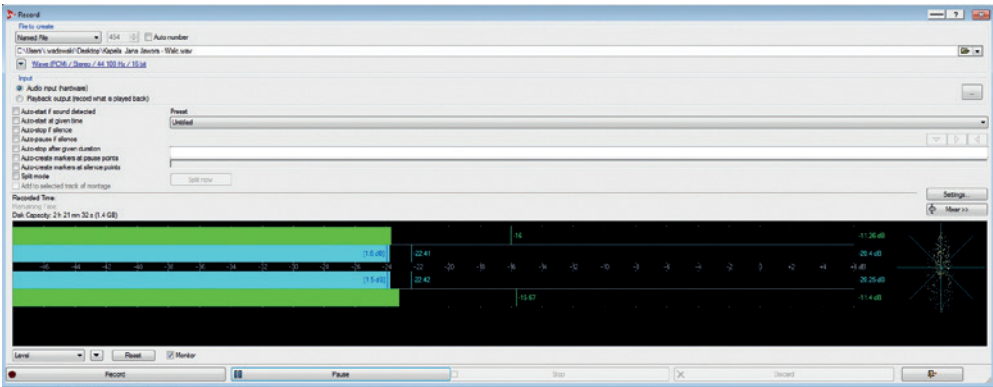 Record
File to create
Named File 454 Auto number
C:\Users\r.wadowski\Desktop\Kapela Jana Jawora - Walc.wav
Wave (PCM) / Stereo / 44 100 Hz / 16 bit
Input
Audio input (hardware)
Playback output (record what is played back)
...
Auto-start if sound detected Preset
Auto-start at given time Untitled
Auto-stop if silence
Auto-pause if silence
Auto-stop after given duration
Auto-create markers at pause points
Auto-create markers at silence points
Split mode Split now
Add to selected track of montage
Recorded Time: Settings...
Remaining Time:
Disk Capacity: 2 h 21 mn 32 s (1.4 GB) Mixer >>
-16 -11.26 dB
[1.6 dB] -22.41 -20.4 dB
-46 -44 -42 -40 -38 -36 -34 -32 -30 -28 -26 -24 -22 -20 -18 -16 -14 -12 -10 -8 -6 -4 -2 0 +2 +4 +6 dB
[1.5 dB] -22.42 -20.25 dB
-15.67 -11.4 dB
Level Reset Monitor
Record Pause Stop Discard